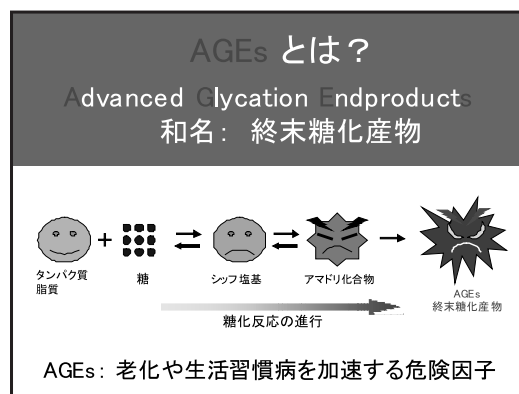 AGEs とは？
Advanced Glycation Endproducts
和名： 終末糖化産物
タンパク質
脂質
+
糖
シッフ塩基
アマドリ化合物
AGEs
終末糖化産物
糖化反応の進行
AGEs： 老化や生活習慣病を加速する危険因子